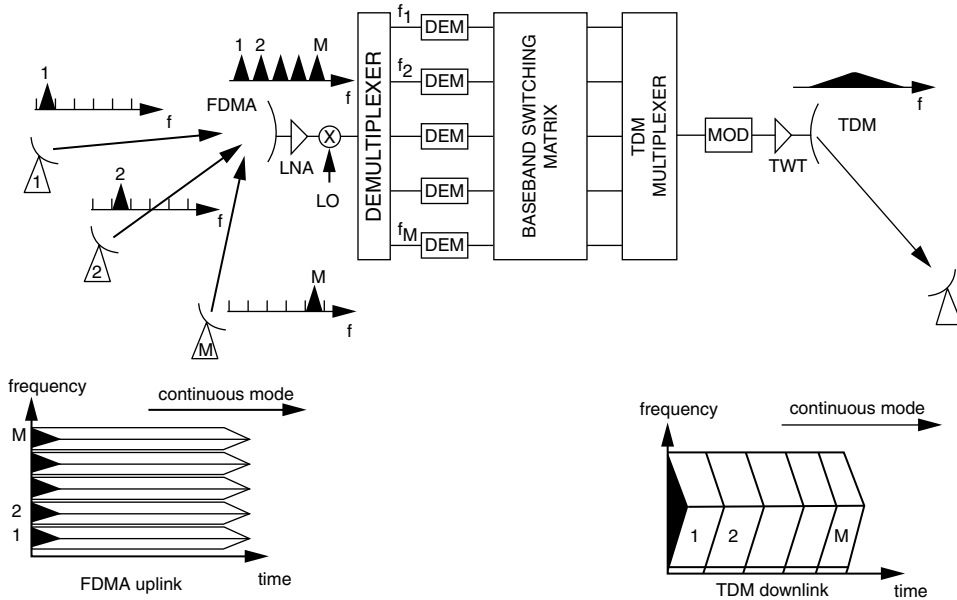 1
f
FDMA
1 2 M
f
1
2
f
2
M
f
M
LNA
X
LO
DEMULTIPLEXER
f1
f2
fM
DEM
DEM
DEM
DEM
DEM
BASEBAND SWITCHING
MATRIX
TDM
MULTIPLEXER
MOD
TWT
f
TDM
frequency
continuous mode
M
2
1
time
FDMA uplink
frequency
continuous mode
1 2 M
time
TDM downlink